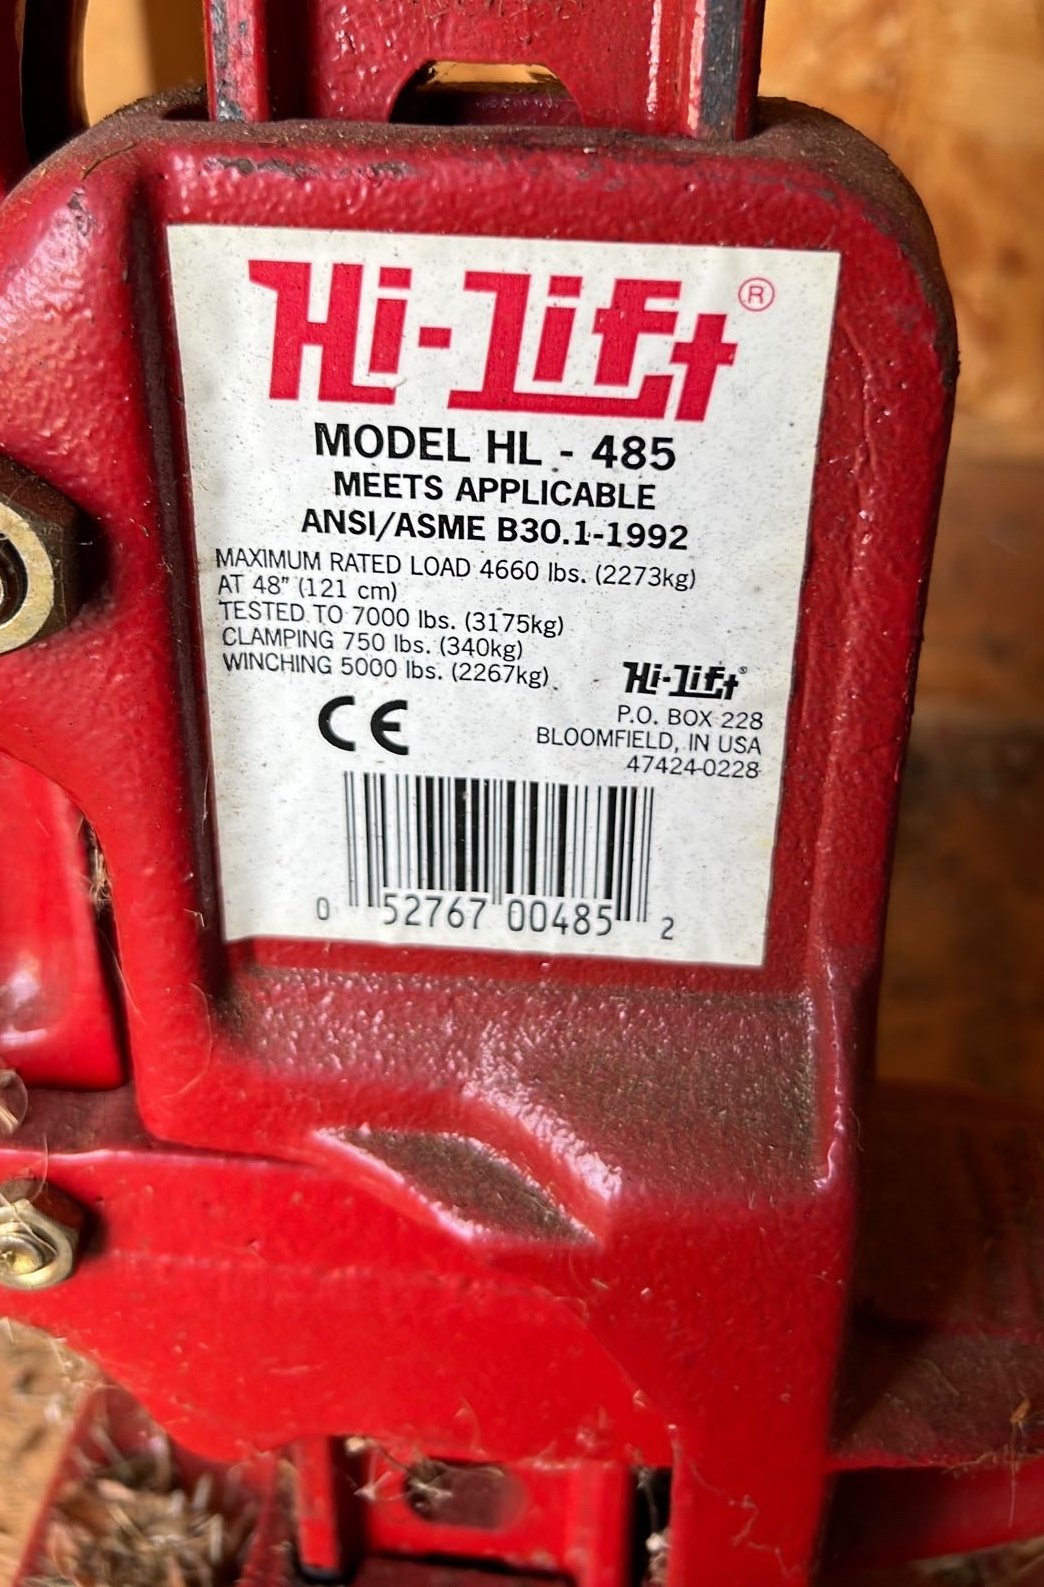 Hi-Lift®
MODEL HL - 485
MEETS APPLICABLE
ANSI/ASME B30.1-1992
MAXIMUM RATED LOAD 4660 lbs. (2273kg)
AT 48" (121 cm)
TESTED TO 7000 lbs. (3175kg)
CLAMPING 750 lbs. (340kg)
WINCHING 5000 lbs. (2267kg)
Hi-Lift®
P.O. BOX 228
BLOOMFIELD, IN USA
47424-0228
CE
0 52767 00485 2